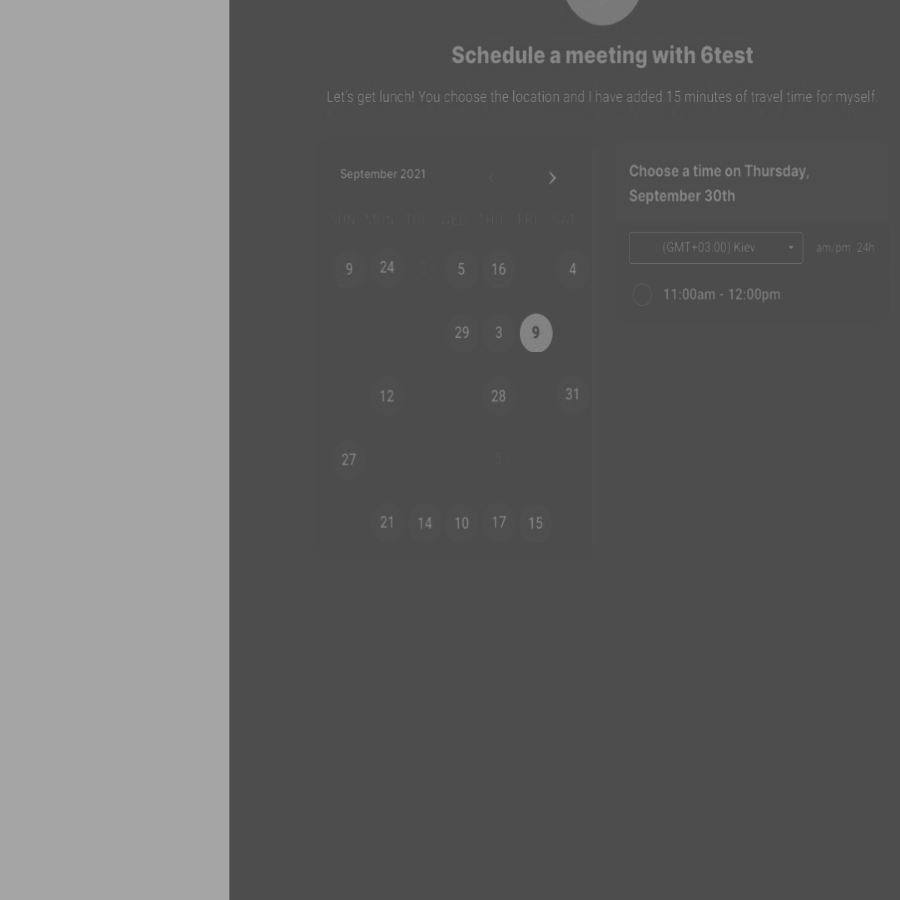 Schedule a meeting with 6test
Let's get lunch! You choose the location and I have added 15 minutes of travel time for myself.
September 2021
SUN MON TUE WED THU FRI SAT
9 24 5 16 4
29 3 9
12 28 31
27 5
21 14 10 17 15
Choose a time on Thursday,
September 30th
(GMT+03:00) Kiev am/pm 24h
11:00am - 12:00pm